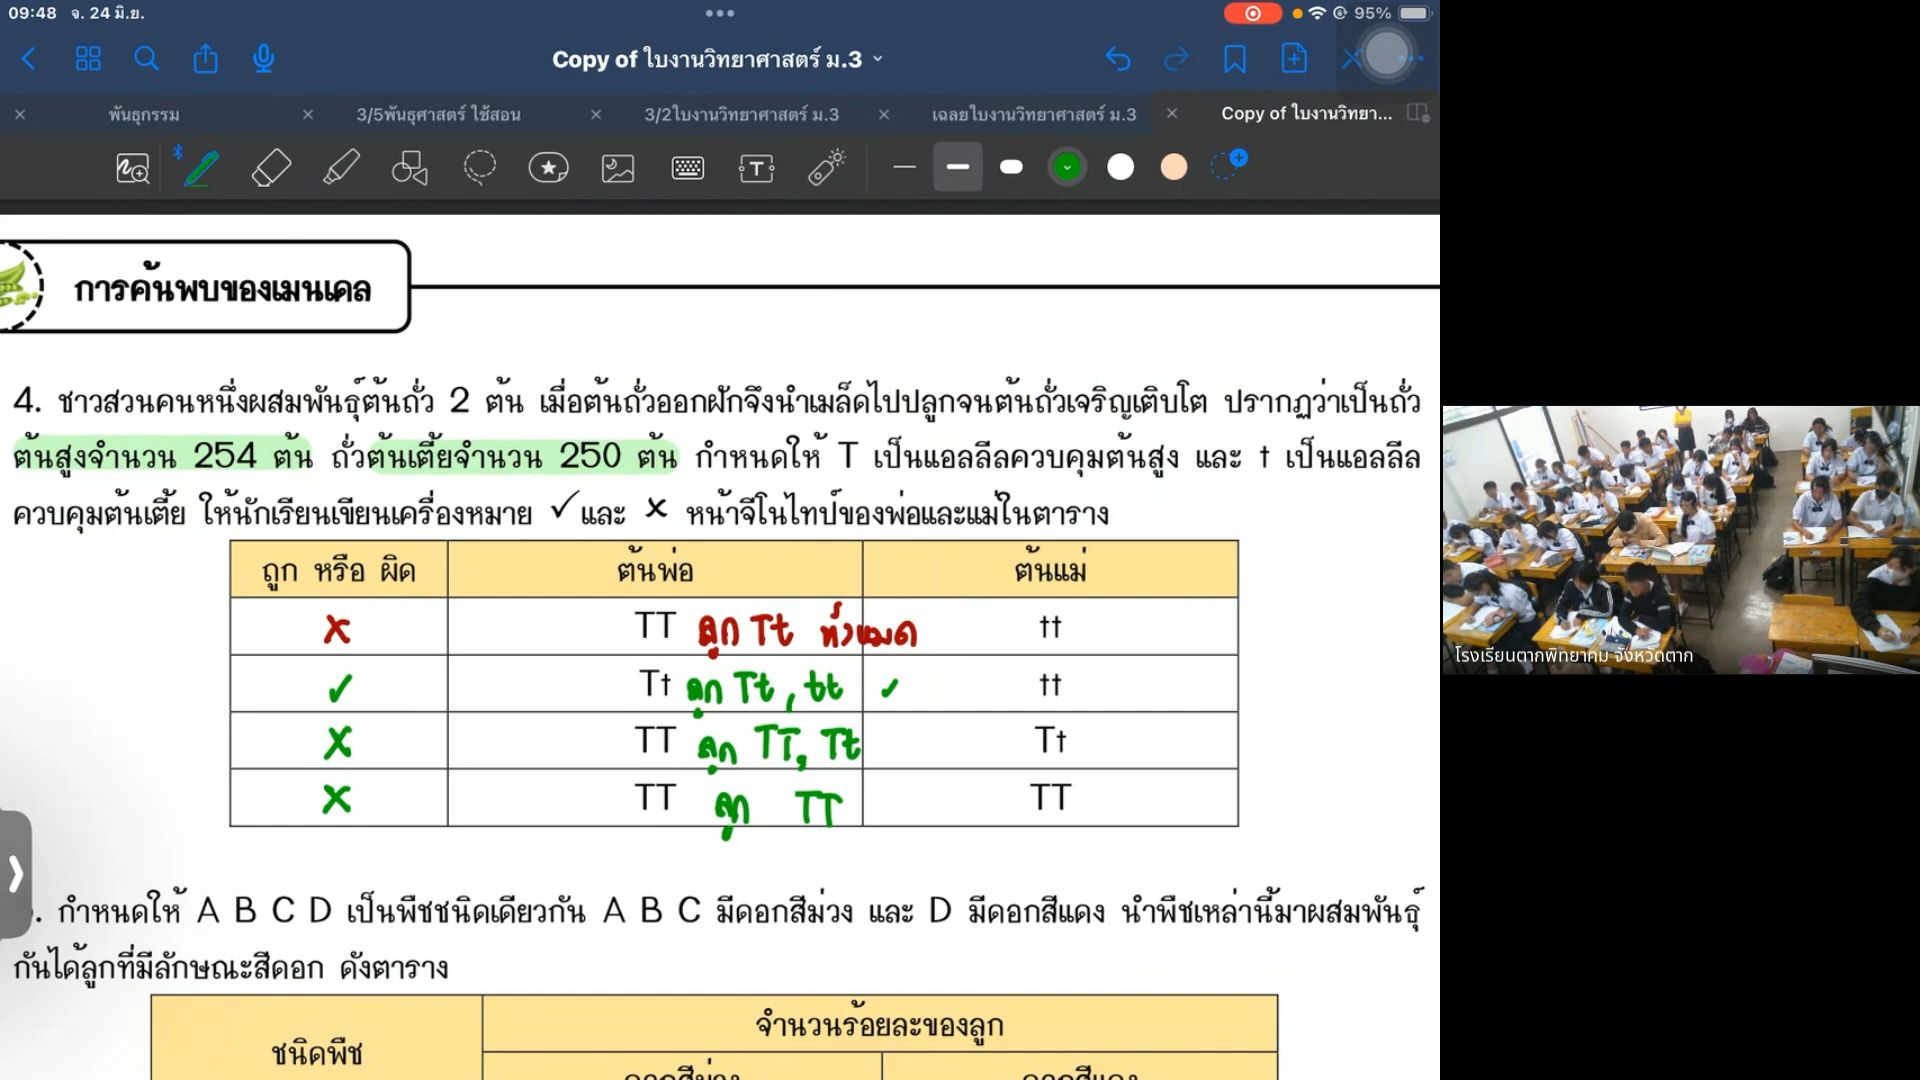 09:48 จ. 24 มิ.ย.
95%
Copy of ใบงานวิทยาศาสตร์ ม.3
พันธุกรรม
3/5พันธุศาสตร์ ใช้สอน
3/2ใบงานวิทยาศาสตร์ ม.3
เฉลยใบงานวิทยาศาสตร์ ม.3
Copy of ใบงานวิทยา...
การค้นพบของเมนเดล
4. ชาวสวนคนหนึ่งผสมพันธุ์ต้นถั่ว 2 ต้น เมื่อต้นถั่วออกฝักจึงนำเมล็ดไปปลูกจนต้นถั่วเจริญเติบโต ปรากฏว่าเป็นถั่ว
ต้นสูงจำนวน 254 ต้น ถั่วต้นเตี้ยจำนวน 250 ต้น กำหนดให้ T เป็นแอลลีลควบคุมต้นสูง และ t เป็นแอลลีล
ควบคุมต้นเตี้ย ให้นักเรียนเขียนเครื่องหมาย ✓และ × หน้าจีโนไทป์ของพ่อและแม่ในตาราง
ถูก หรือ ผิด ต้นพ่อ ต้นแม่
× TT ลูก Tt ทั้งหมด tt
✓ Tt ลูก Tt, tt ✓ tt
× TT ลูก TT, Tt Tt
× TT ลูก TT TT
. กำหนดให้ A B C D เป็นพืชชนิดเดียวกัน A B C มีดอกสีม่วง และ D มีดอกสีแดง นำพืชเหล่านี้มาผสมพันธุ์
กันได้ลูกที่มีลักษณะสีดอก ดังตาราง
จำนวนร้อยละของลูก
ชนิดพืช
ดอกสีม่วง ดอกสีแดง
โรงเรียนตากพิทยาคม จังหวัดตาก